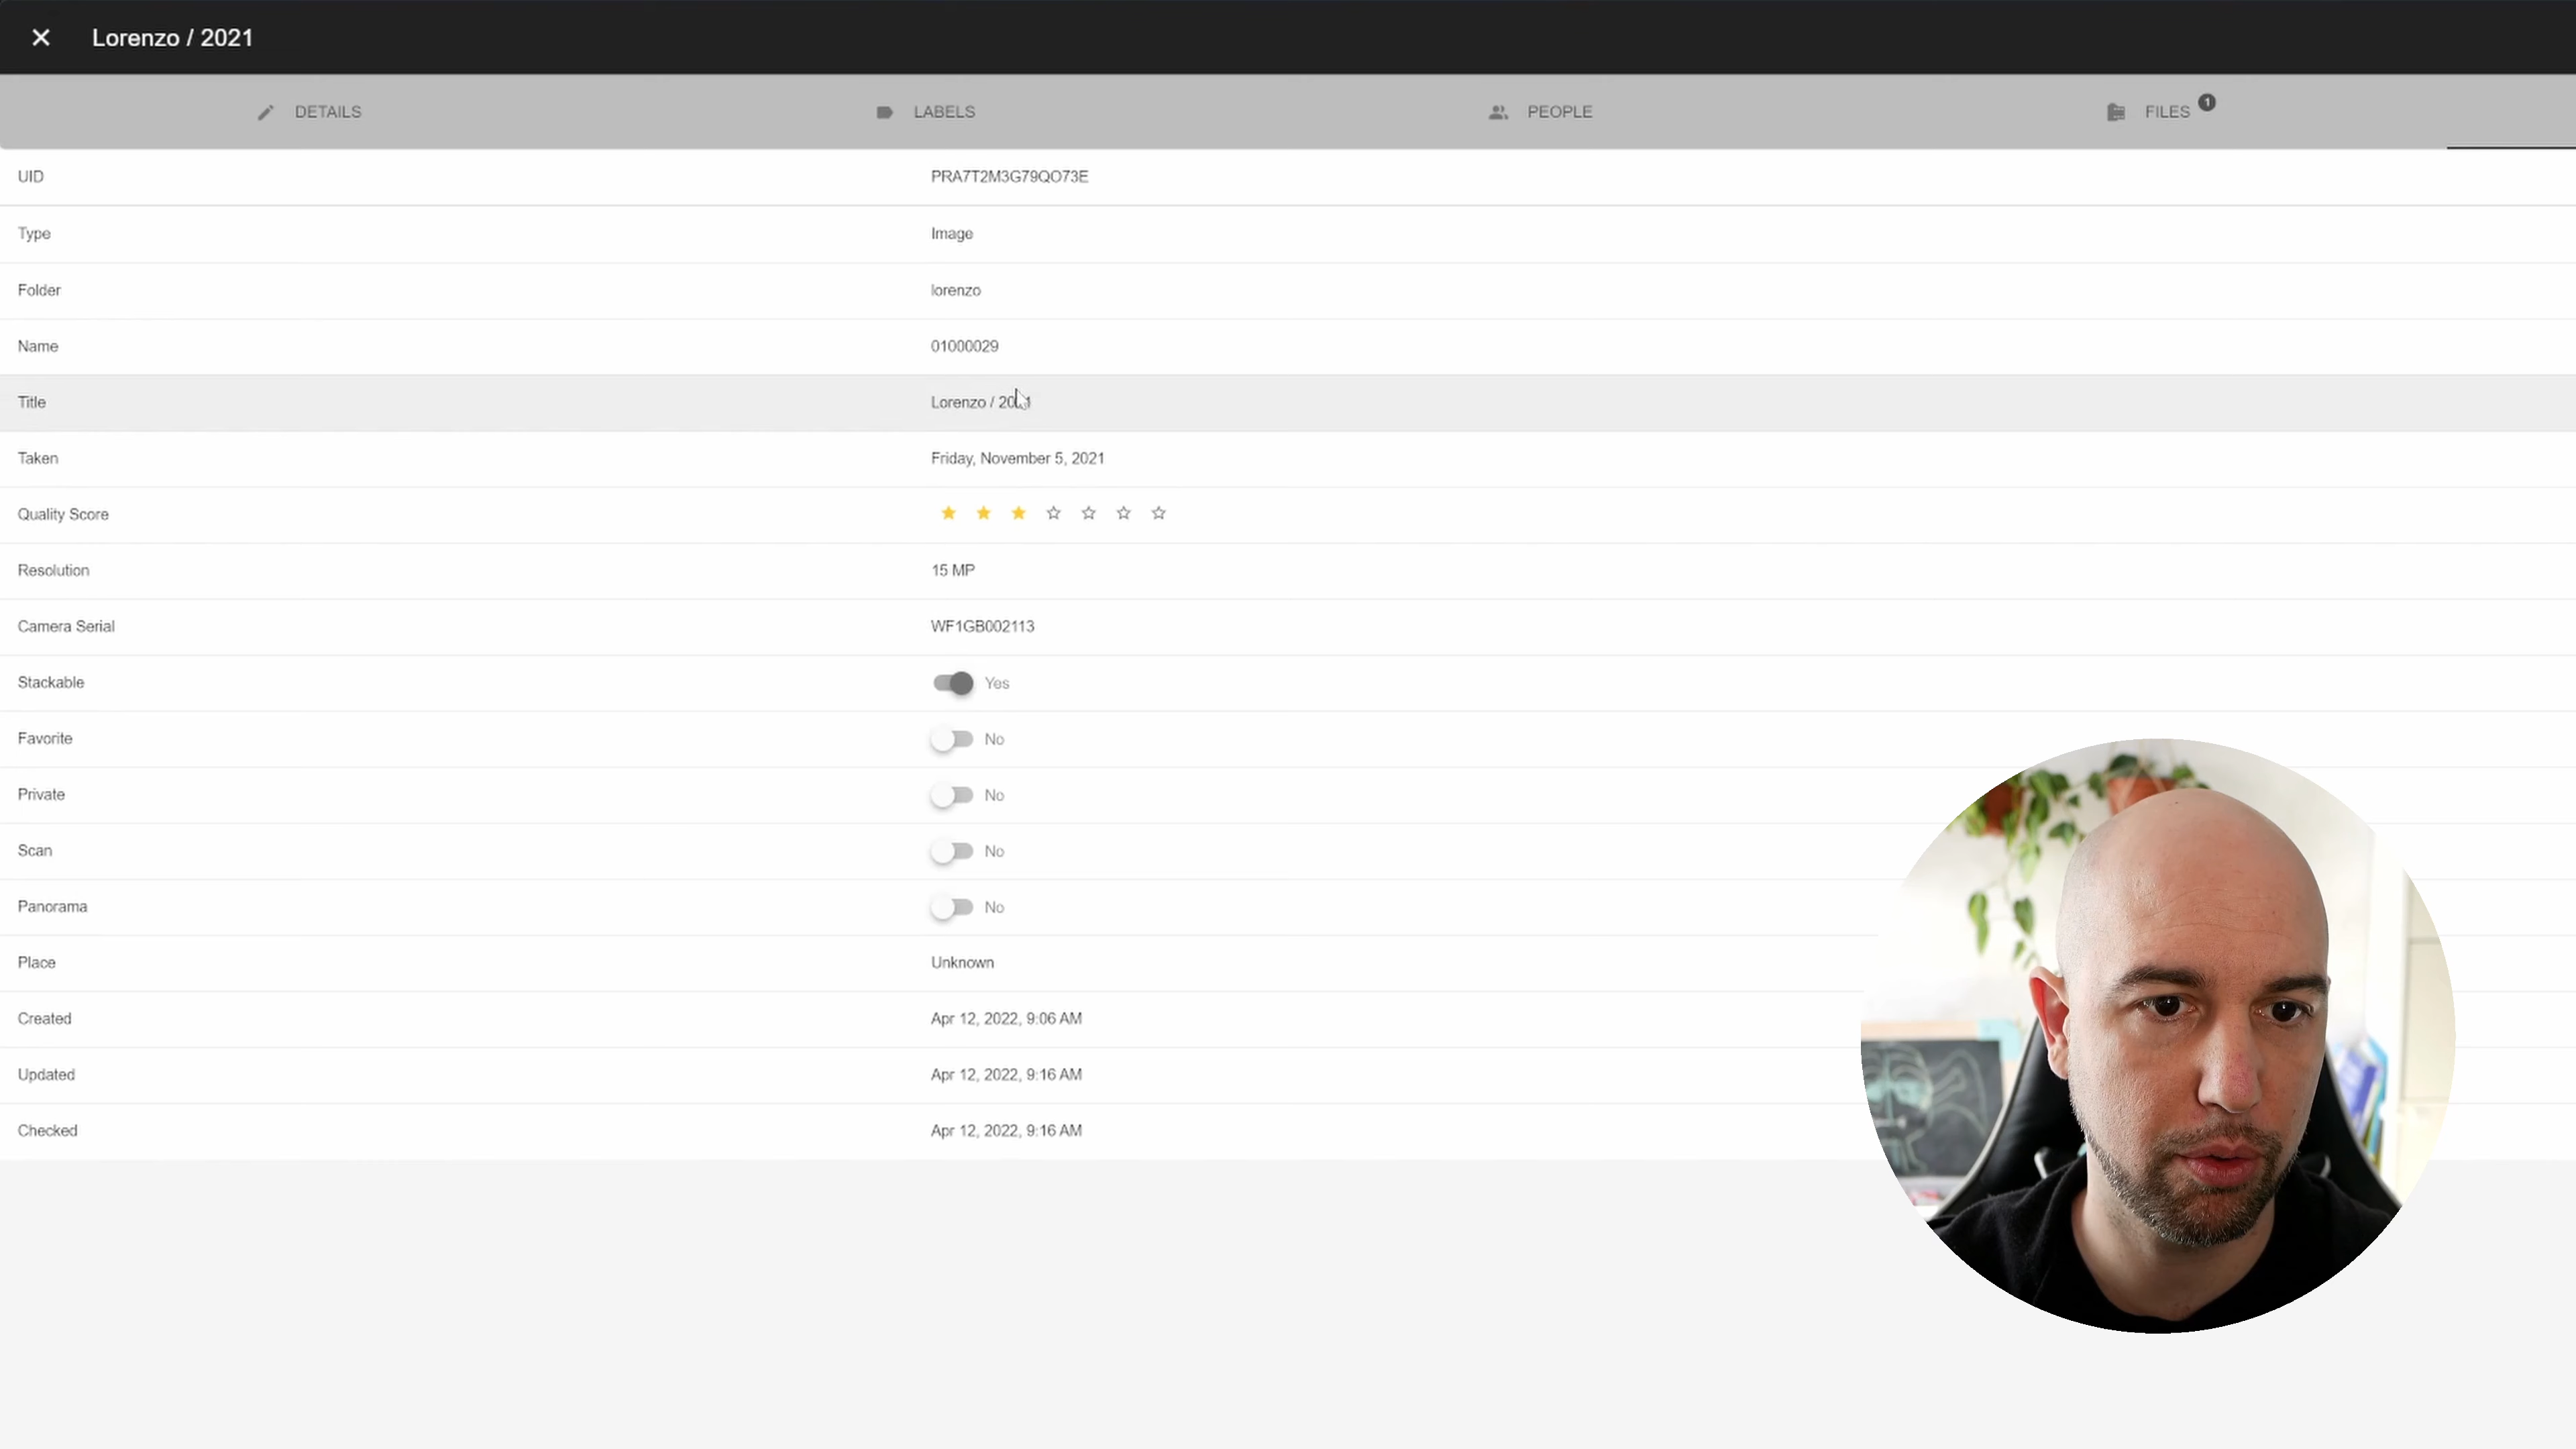 Lorenzo / 2021
DETAILS LABELS PEOPLE FILES 1
UID PRA7T2M3G79QO73E
Type Image
Folder lorenzo
Name 01000029
Title Lorenzo / 2021
Taken Friday, November 5, 2021
Quality Score
Resolution 15 MP
Camera Serial WF1GB002113
Stackable Yes
Favorite No
Private No
Scan No
Panorama No
Place Unknown
Created Apr 12, 2022, 9:06 AM
Updated Apr 12, 2022, 9:16 AM
Checked Apr 12, 2022, 9:16 AM